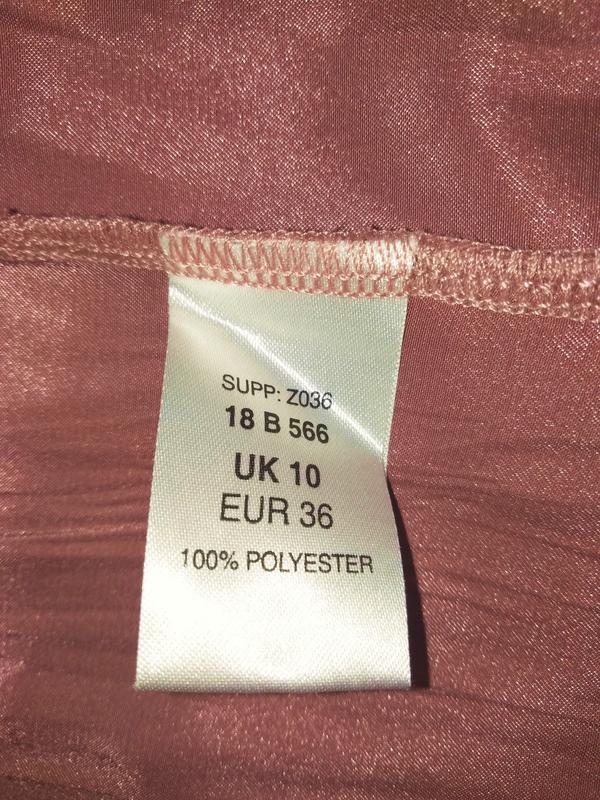 SUPP: Z036
18 B 566
UK 10
EUR 36
100% POLYESTER